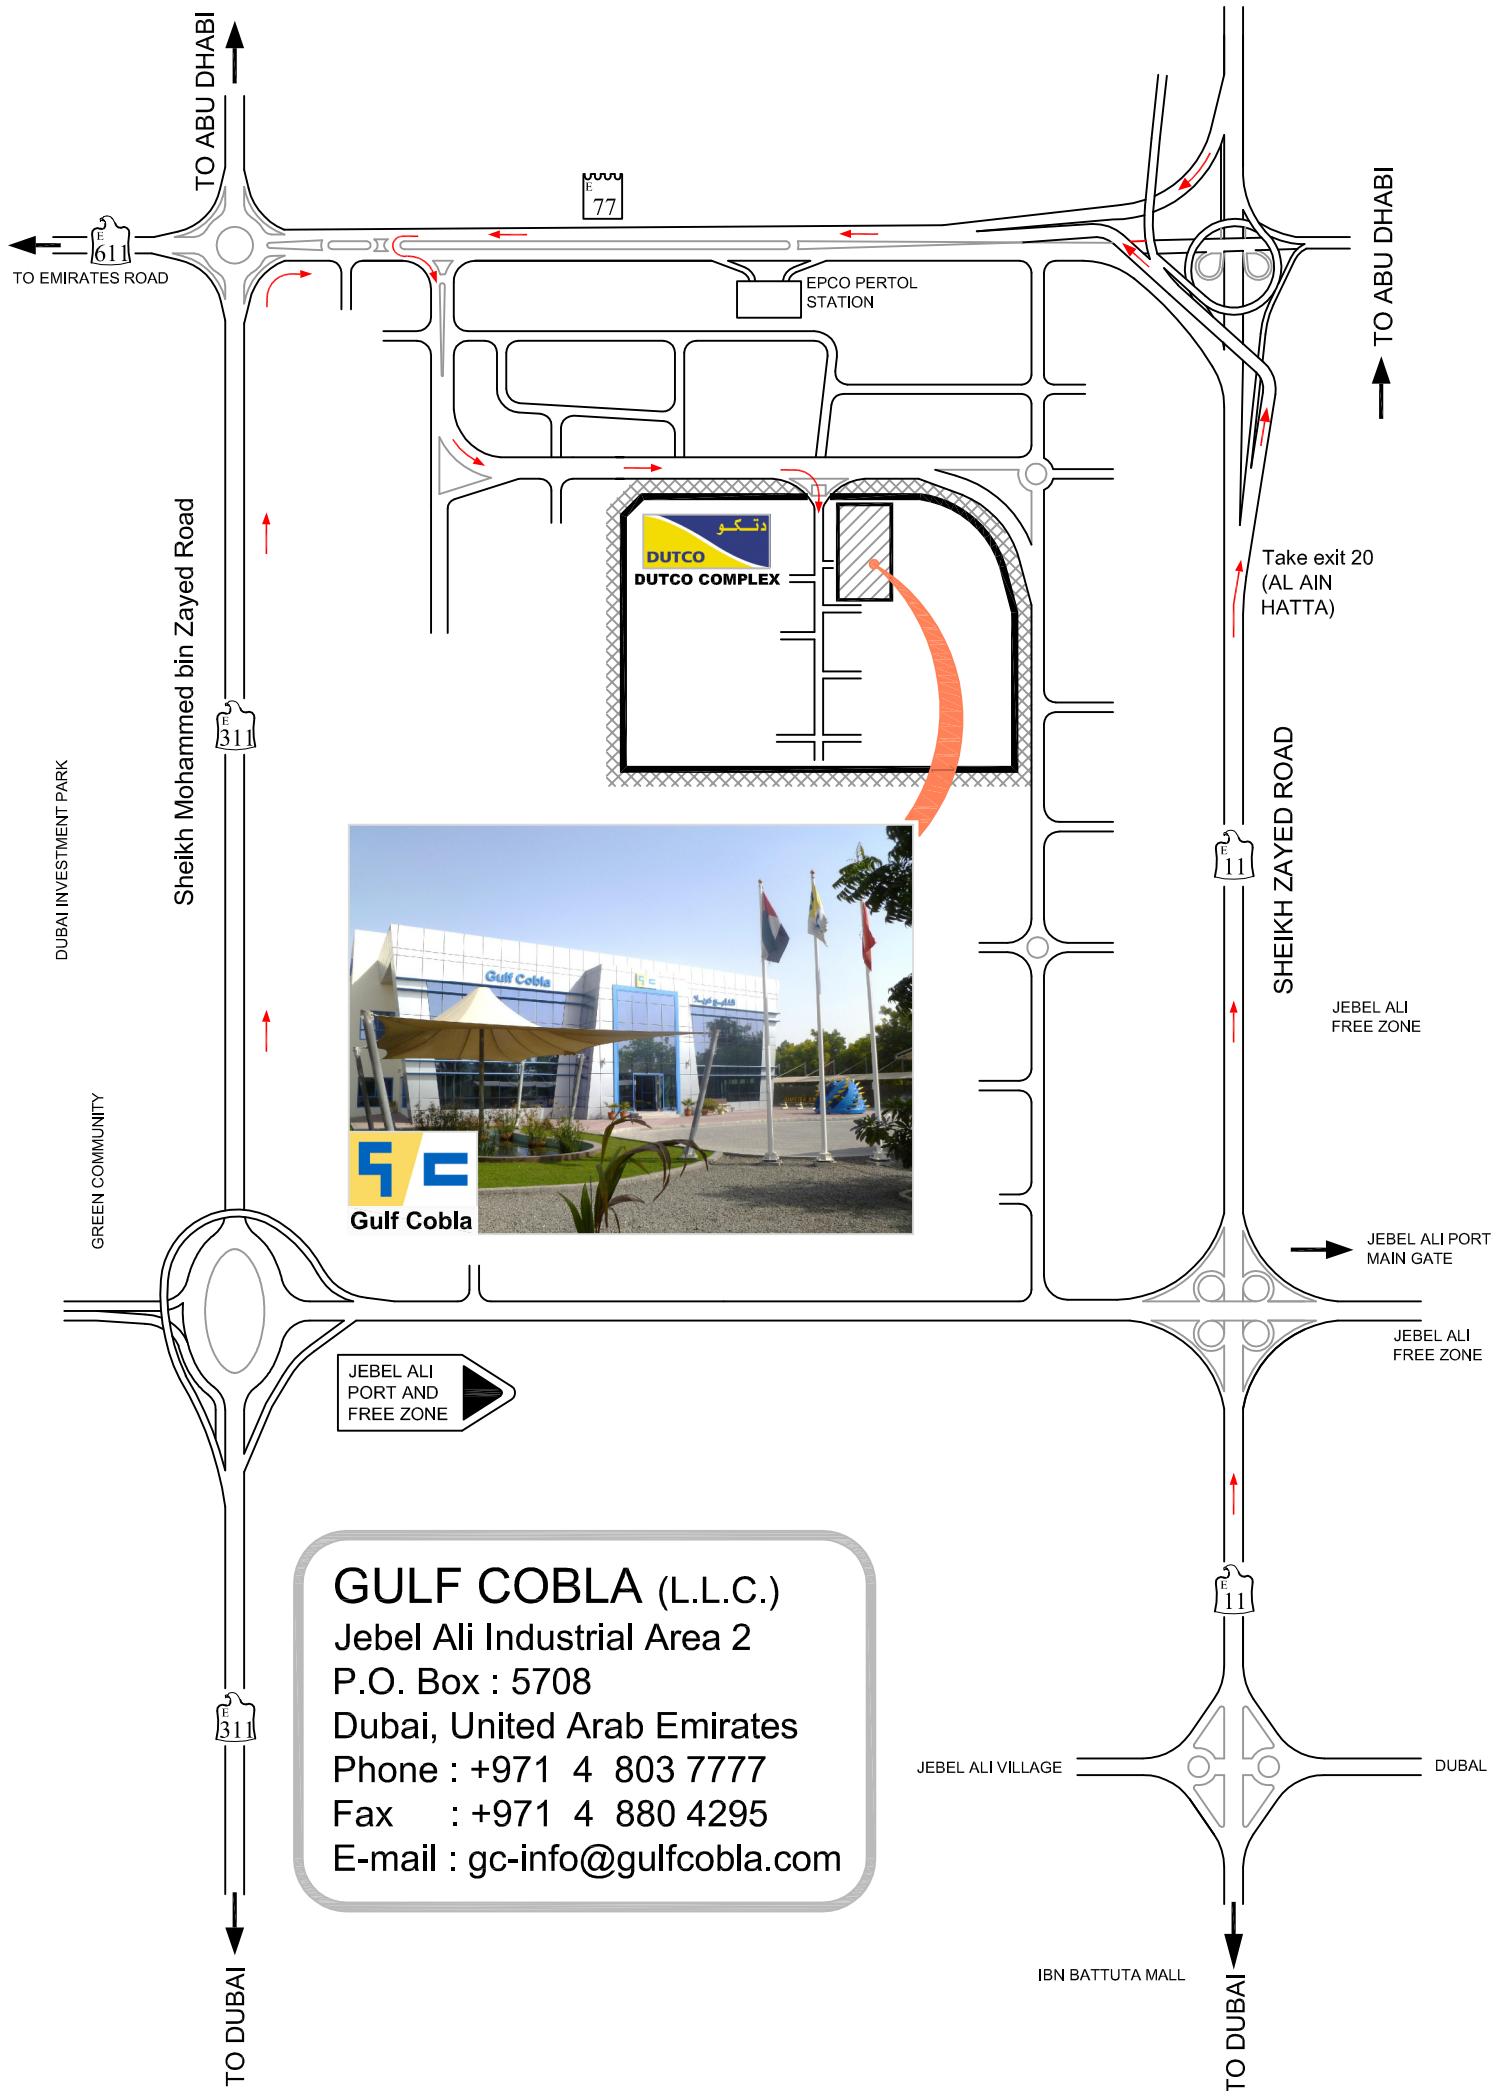 TO ABU DHABI
E
77
E
611
TO EMIRATES ROAD
EPCO PERTOL
STATION
TO ABU DHABI
Sheikh Mohammed bin Zayed Road
دتكو
DUTCO
DUTCO COMPLEX
Take exit 20
(AL AIN
HATTA)
E
311
DUBAI INVESTMENT PARK
SHEIKH ZAYED ROAD
E
11
Gulf Cobla
JEBEL ALI
FREE ZONE
GREEN COMMUNITY
Gulf Cobla
JEBEL ALI PORT
MAIN GATE
JEBEL ALI
FREE ZONE
JEBEL ALI
PORT AND
FREE ZONE
GULF COBLA (L.L.C.)
Jebel Ali Industrial Area 2
P.O. Box : 5708
Dubai, United Arab Emirates
Phone : +971 4 803 7777
Fax : +971 4 880 4295
E-mail : gc-info@gulfcobla.com
E
11
E
311
JEBEL ALI VILLAGE
DUBAL
IBN BATTUTA MALL
TO DUBAI
TO DUBAI